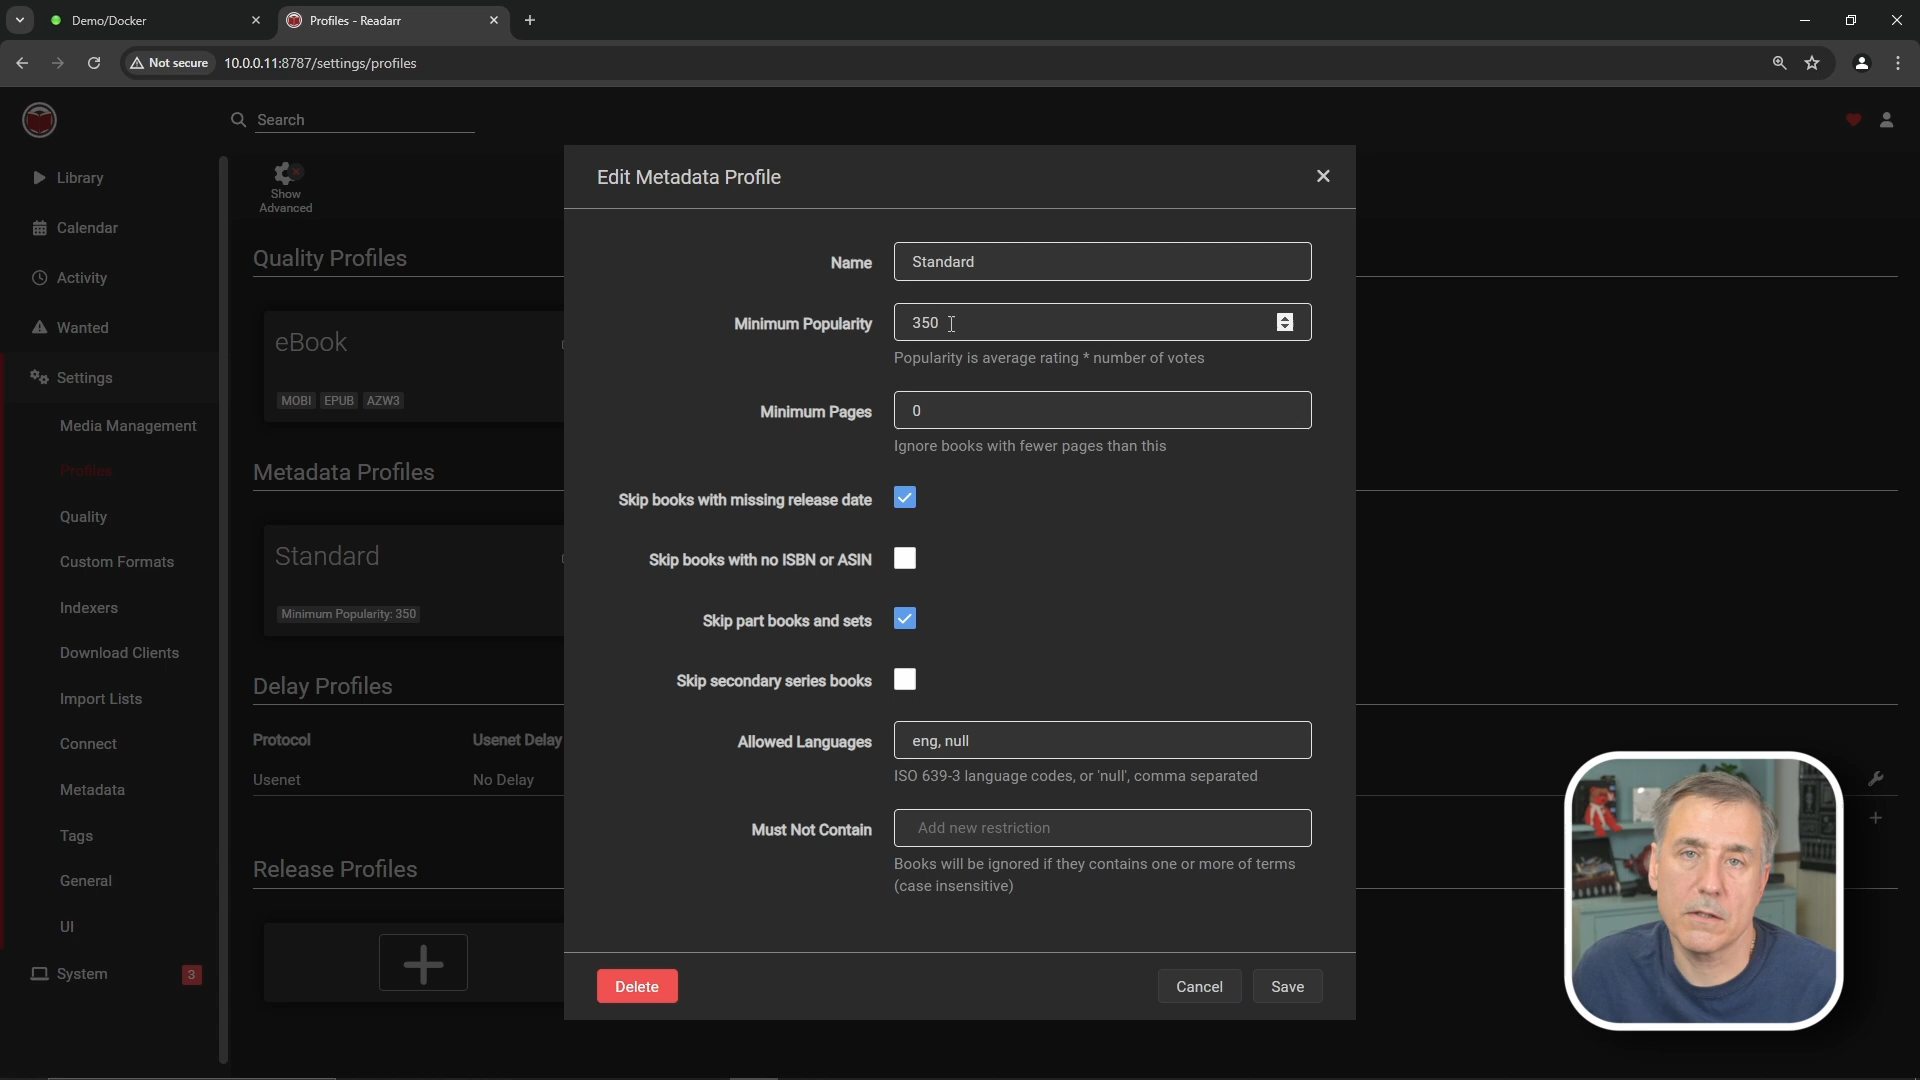 Demo/Docker
Profiles - Readarr
Not secure
10.0.0.11:8787/settings/profiles
Search
Library
Calendar
Activity
Wanted
Settings
Media Management
Profiles
Quality
Custom Formats
Indexers
Download Clients
Import Lists
Connect
Metadata
Tags
General
UI
System
3
Show
Advanced
Quality Profiles
eBook
MOBI EPUB AZW3
Metadata Profiles
Standard
Minimum Popularity: 350
Delay Profiles
Protocol Usenet Delay
Usenet No Delay
Release Profiles
Edit Metadata Profile
Name Standard
Minimum Popularity 350
Popularity is average rating * number of votes
Minimum Pages 0
Ignore books with fewer pages than this
Skip books with missing release date
Skip books with no ISBN or ASIN
Skip part books and sets
Skip secondary series books
Allowed Languages eng, null
ISO 639-3 language codes, or 'null', comma separated
Must Not Contain Add new restriction
Books will be ignored if they contains one or more of terms
(case insensitive)
Delete Cancel Save